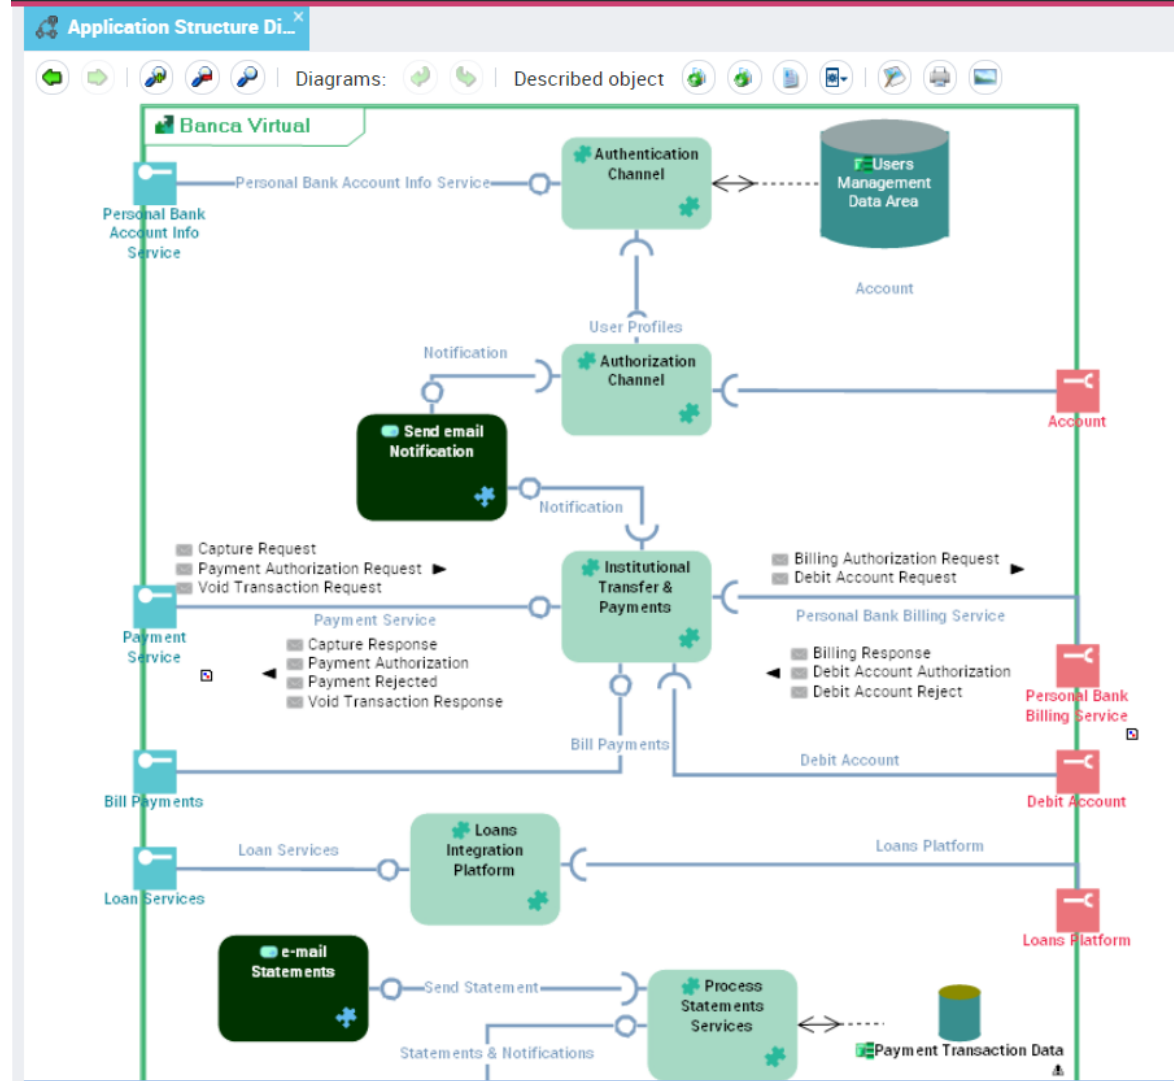 Application Structure Di...
Diagrams:
Described object
Banca Virtual
Authentication
Channel
Users
Management
Data Area
Personal Bank Account Info Service
Personal Bank
Account Info
Service
Account
User Profiles
Notification
Authorization
Channel
Account
Send email
Notification
Notification
Capture Request
Payment Authorization Request
Void Transaction Request
Institutional
Transfer &
Payments
Billing Authorization Request
Debit Account Request
Payment Service
Personal Bank Billing Service
Payment
Service
Capture Response
Payment Authorization
Payment Rejected
Void Transaction Response
Billing Response
Debit Account Authorization
Debit Account Reject
Personal Bank
Billing Service
Bill Payments
Debit Account
Bill Payments
Debit Account
Loans
Integration
Platform
Loan Services
Loans Platform
Loan Services
Loans Platform
e-mail
Statements
Send Statement
Process
Statements
Services
Statements & Notifications
Payment Transaction Data